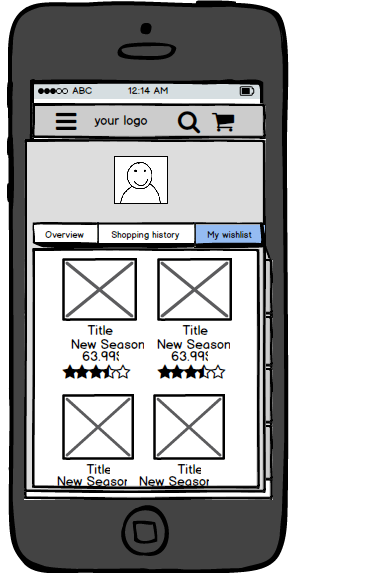 ABC 12:14 AM
your logo
Overview Shopping history My wishlist
Title Title
New Season New Season
63.99$ 63.99$
Title Title
New Season New Season